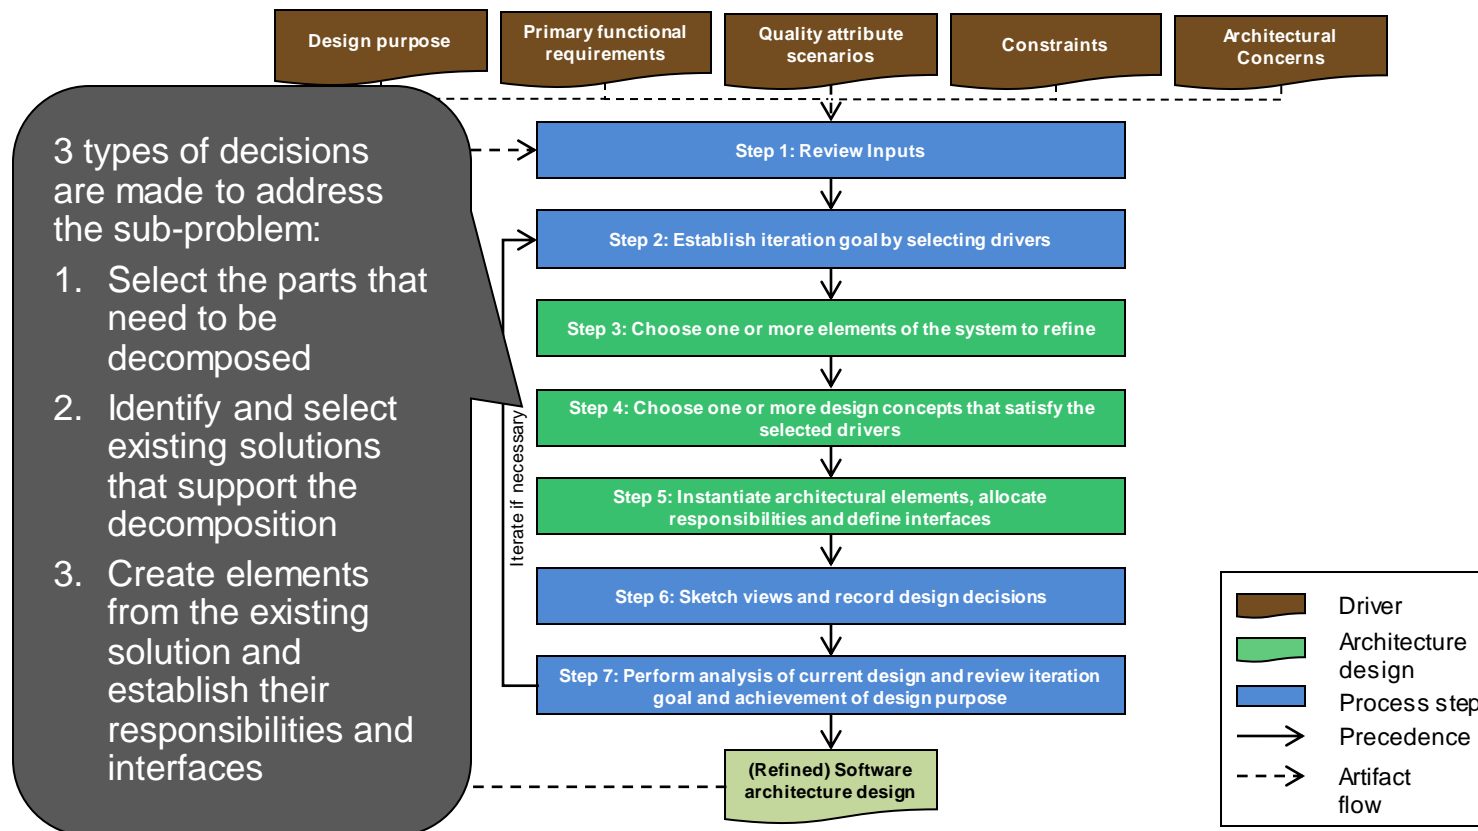 Design purpose
Primary functional
requirements
Quality attribute
scenarios
Constraints
Architectural
Concerns
3 types of decisions
are made to address
the sub-problem:
1. Select the parts that
need to be
decomposed
2. Identify and select
existing solutions
that support the
decomposition
3. Create elements
from the existing
solution and
establish their
responsibilities and
interfaces
Step 1: Review Inputs
Step 2: Establish iteration goal by selecting drivers
Step 3: Choose one or more elements of the system to refine
Step 4: Choose one or more design concepts that satisfy the
selected drivers
Step 5: Instantiate architectural elements, allocate
responsibilities and define interfaces
Step 6: Sketch views and record design decisions
Step 7: Perform analysis of current design and review iteration
goal and achievement of design purpose
Iterate if necessary
(Refined) Software
architecture design
Driver
Architecture
design
Process step
Precedence
Artifact
flow